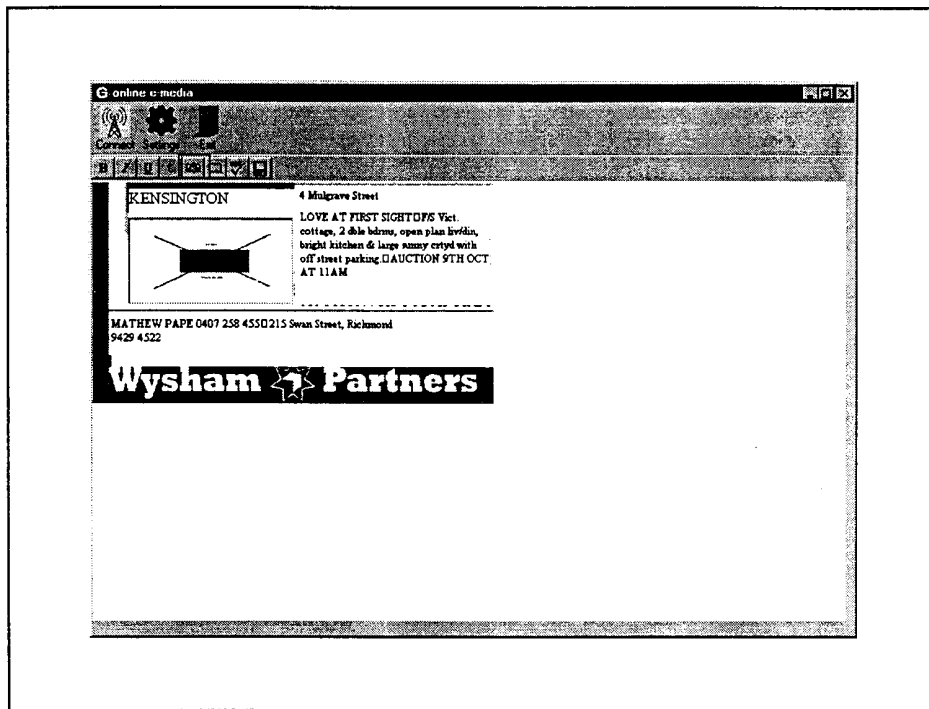 G online e-media
Connect Settings Exit
B I U
KENSINGTON
4 Mulgrave Street
LOVE AT FIRST SIGHT□F/S Vict.
cottage, 2 dble bdrms, open plan liv/din,
bright kitchen & large sunny crtyd with
off street parking.□AUCTION 9TH OCT
AT 11AM
MATHEW PAPE 0407 258 455□215 Swan Street, Richmond
9429 4522
Wysham Partners